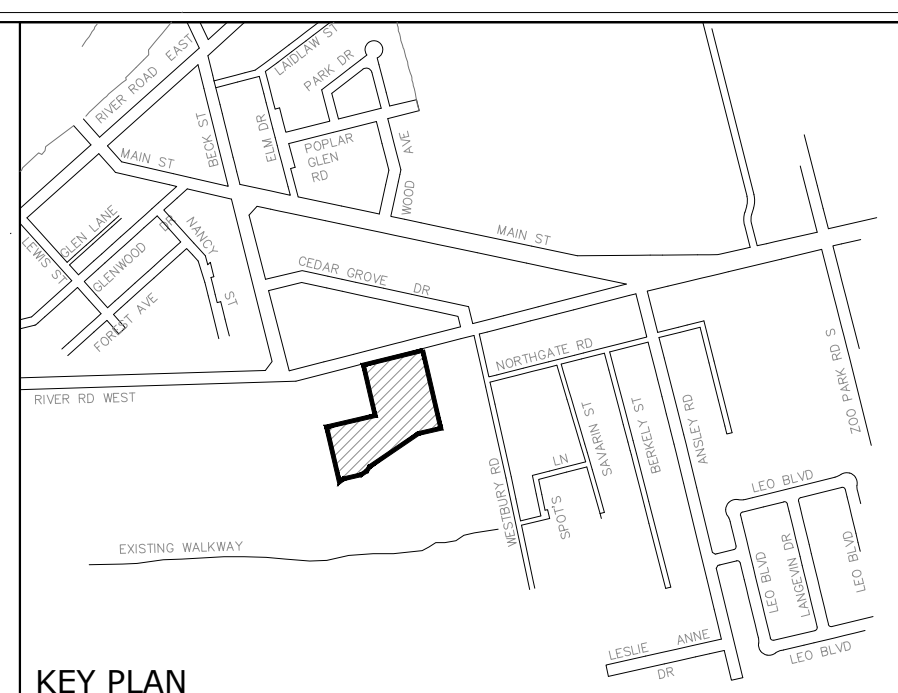 RIVER ROAD EAST
LAIDLAW ST
PARK DR
BECK ST
ELM DR
POPLAR
GLEN
RD
WOOD AVE
MAIN ST
GLEN LANE
LEWIS ST
GLENWOOD DR
NANCY ST
FOREST AVE
MAIN ST
CEDAR GROVE DR
NORTHGATE RD
RIVER RD WEST
ZOO PARK RD S
WESTBURY RD
SPOT'S LN
SAVARIN ST
BERKELY ST
ANSLEY RD
LEO BLVD
LEO BLVD
LANGEVIN DR
LEO BLVD
LEO BLVD
EXISTING WALKWAY
LESLIE ANNE
DR
KEY PLAN